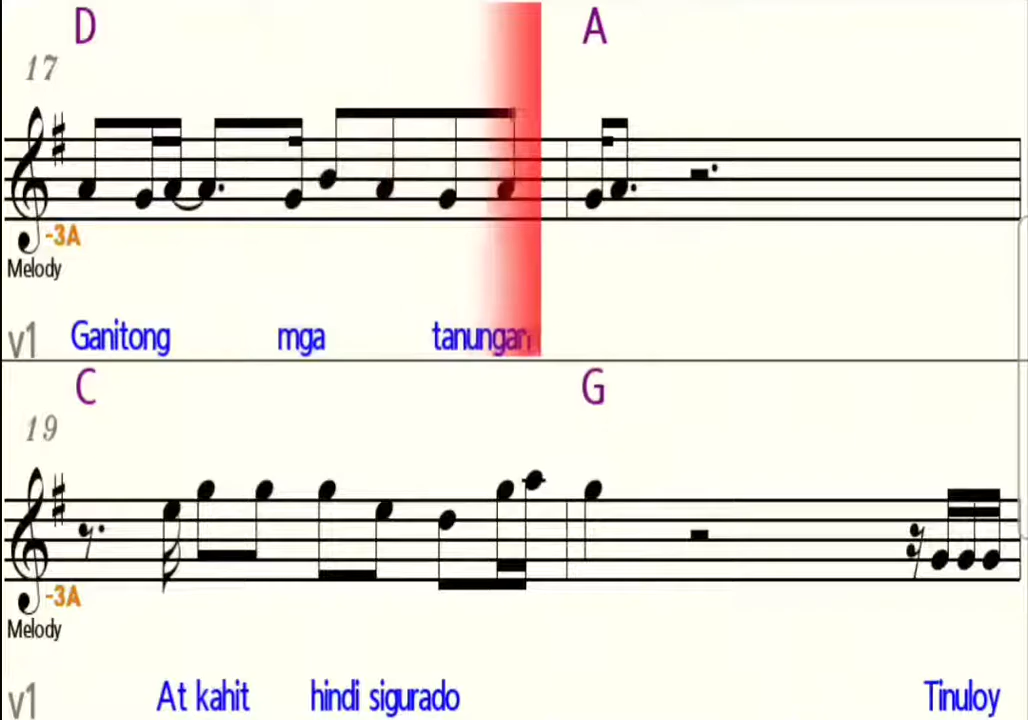 D A
17
-3A
Melody
v1 Ganitong mga tanungan
C G
19
-3A
Melody
v1 At kahit hindi sigurado Tinuloy